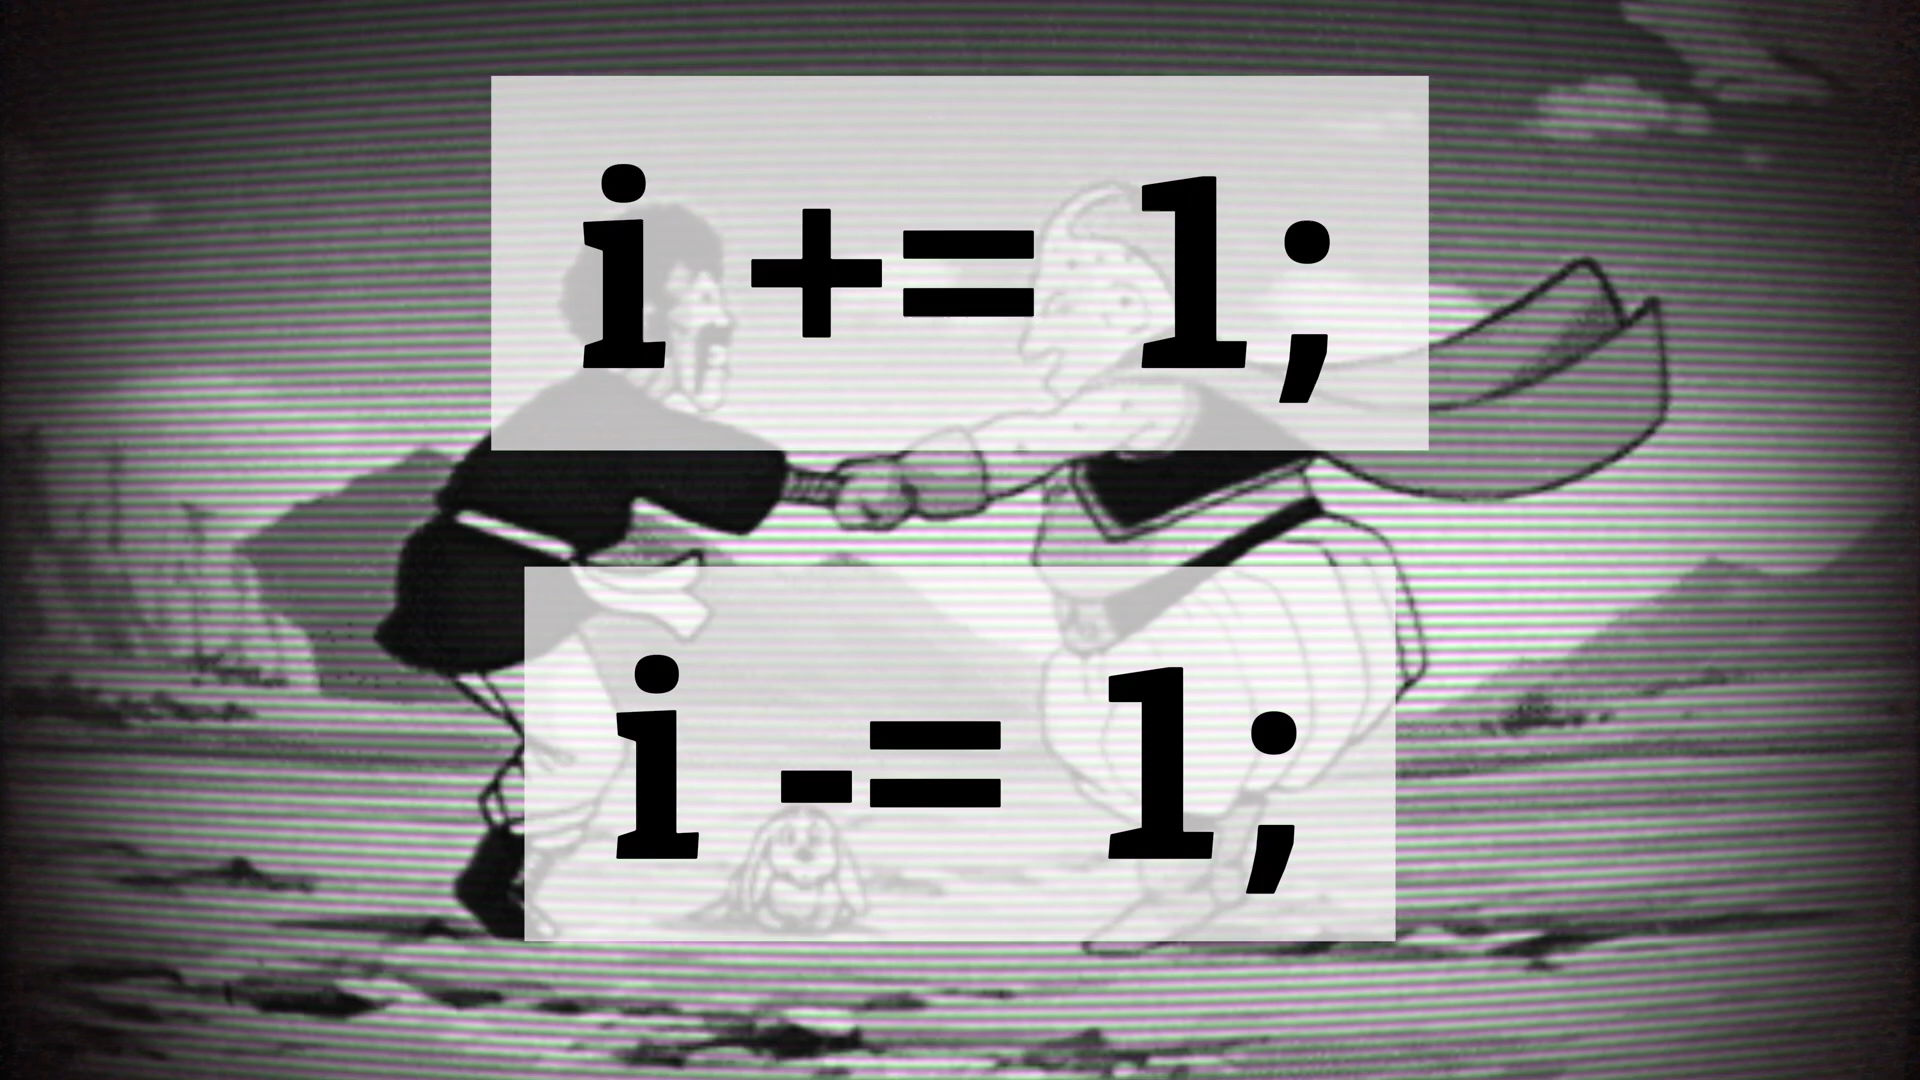 i += 1;
i -= 1;